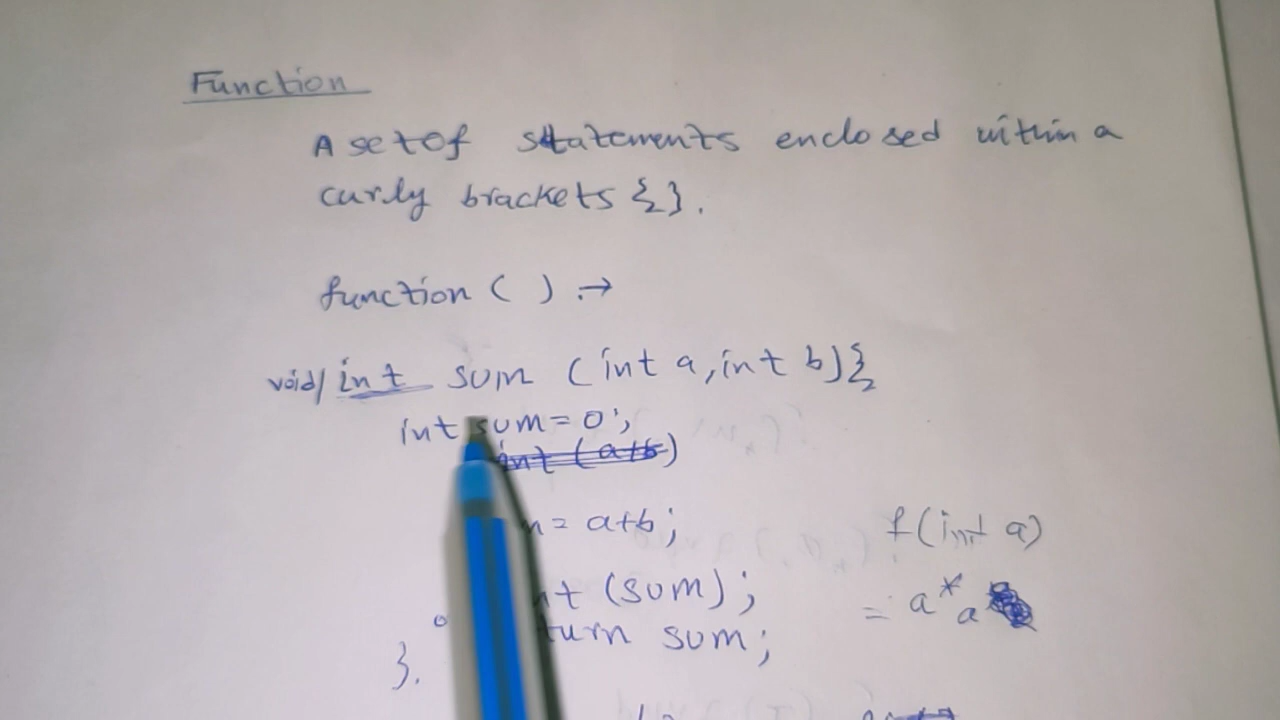 Function
A set of statements enclosed within a
curly brackets {}.
function ( ) →
void/ int sum (int a, int b){
int sum = 0;
int (a+b)
= a+b;
f(int a)
(sum);
= a*a
sum;
}.